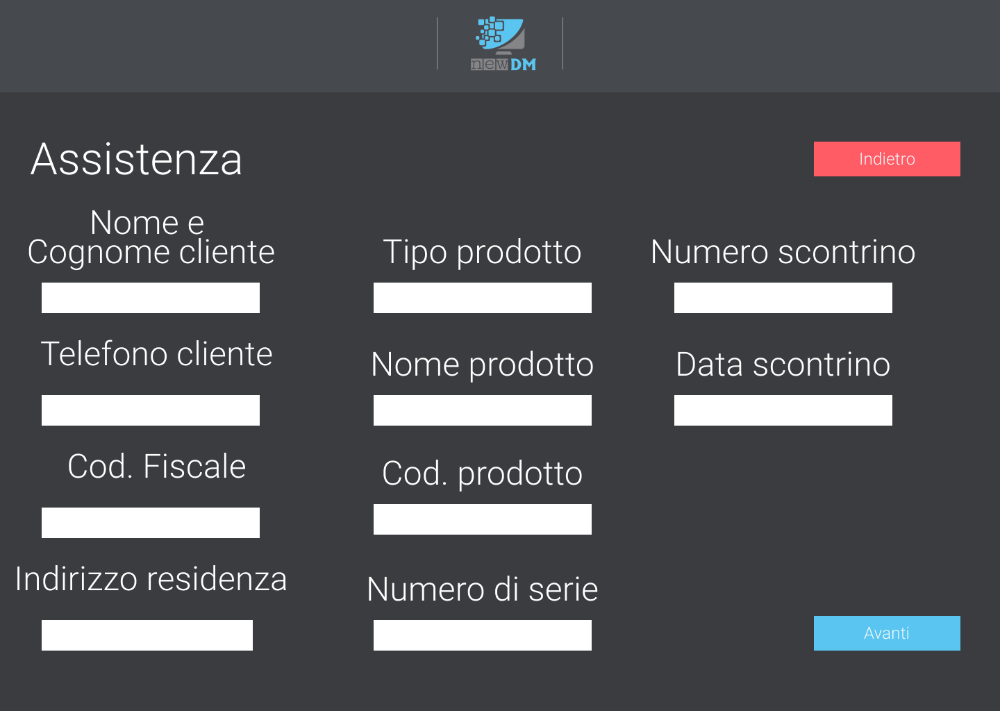 newDM
Assistenza
Indietro
Nome e
Cognome cliente
Tipo prodotto
Numero scontrino
Telefono cliente
Nome prodotto
Data scontrino
Cod. Fiscale
Cod. prodotto
Indirizzo residenza
Numero di serie
Avanti